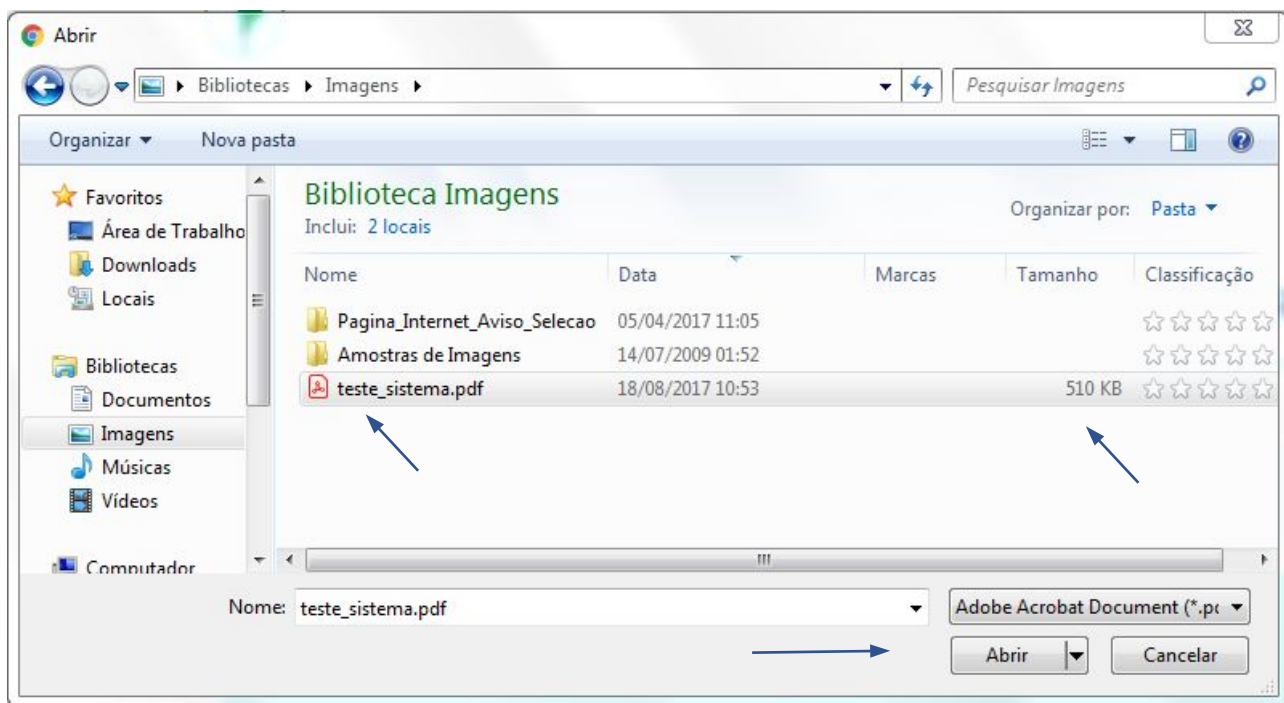 Abrir
Bibliotecas Imagens
Pesquisar Imagens
Organizar Nova pasta
Favoritos
Área de Trabalho
Downloads
Locais
Bibliotecas
Documentos
Imagens
Músicas
Vídeos
Computador
Biblioteca Imagens
Inclui: 2 locais
Organizar por: Pasta
Nome Data Marcas Tamanho Classificação
Pagina_Internet_Aviso_Selecao 05/04/2017 11:05
Amostras de Imagens 14/07/2009 01:52
teste_sistema.pdf 18/08/2017 10:53 510 KB
Nome: teste_sistema.pdf Adobe Acrobat Document (*.pc
Abrir Cancelar